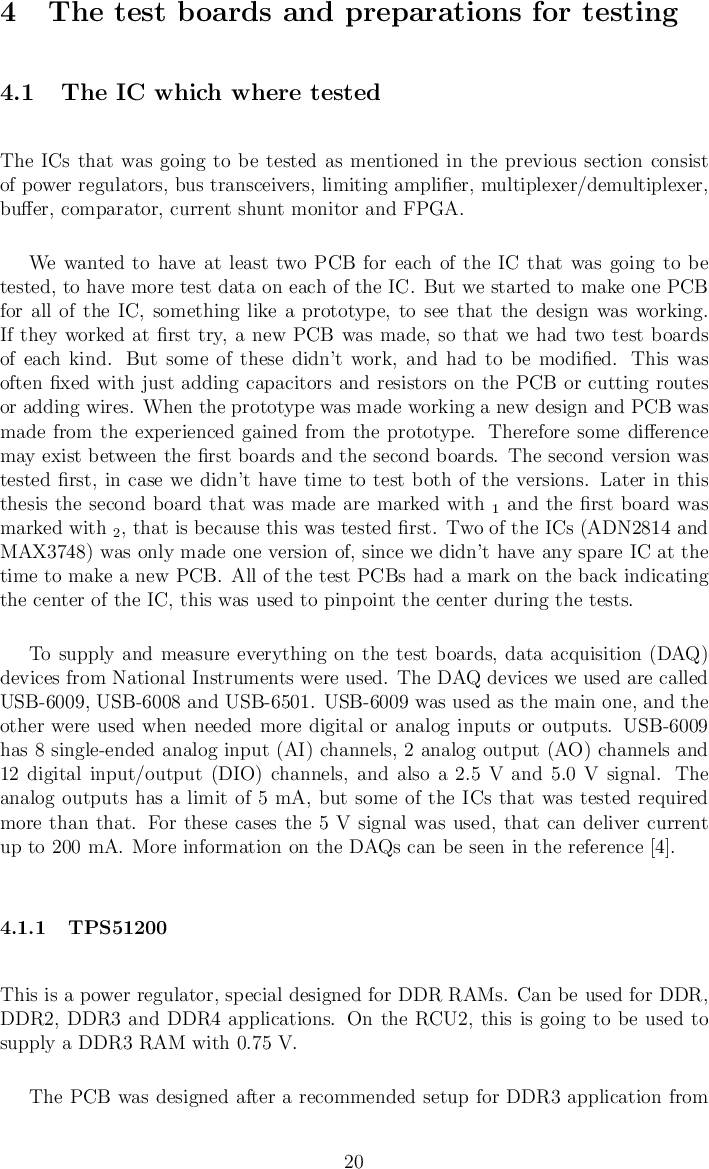 4 The test boards and preparations for testing
4.1 The IC which where tested
The ICs that was going to be tested as mentioned in the previous section consist
of power regulators, bus transceivers, limiting amplifier, multiplexer/demultiplexer,
buffer, comparator, current shunt monitor and FPGA.
We wanted to have at least two PCB for each of the IC that was going to be
tested, to have more test data on each of the IC. But we started to make one PCB
for all of the IC, something like a prototype, to see that the design was working.
If they worked at first try, a new PCB was made, so that we had two test boards
of each kind. But some of these didn't work, and had to be modified. This was
often fixed with just adding capacitors and resistors on the PCB or cutting routes
or adding wires. When the prototype was made working a new design and PCB was
made from the experienced gained from the prototype. Therefore some difference
may exist between the first boards and the second boards. The second version was
tested first, in case we didn't have time to test both of the versions. Later in this
thesis the second board that was made are marked with 1 and the first board was
marked with 2, that is because this was tested first. Two of the ICs (ADN2814 and
MAX3748) was only made one version of, since we didn't have any spare IC at the
time to make a new PCB. All of the test PCBs had a mark on the back indicating
the center of the IC, this was used to pinpoint the center during the tests.
To supply and measure everything on the test boards, data acquisition (DAQ)
devices from National Instruments were used. The DAQ devices we used are called
USB-6009, USB-6008 and USB-6501. USB-6009 was used as the main one, and the
other were used when needed more digital or analog inputs or outputs. USB-6009
has 8 single-ended analog input (AI) channels, 2 analog output (AO) channels and
12 digital input/output (DIO) channels, and also a 2.5 V and 5.0 V signal. The
analog outputs has a limit of 5 mA, but some of the ICs that was tested required
more than that. For these cases the 5 V signal was used, that can deliver current
up to 200 mA. More information on the DAQs can be seen in the reference [4].
4.1.1 TPS51200
This is a power regulator, special designed for DDR RAMs. Can be used for DDR,
DDR2, DDR3 and DDR4 applications. On the RCU2, this is going to be used to
supply a DDR3 RAM with 0.75 V.
The PCB was designed after a recommended setup for DDR3 application from
20